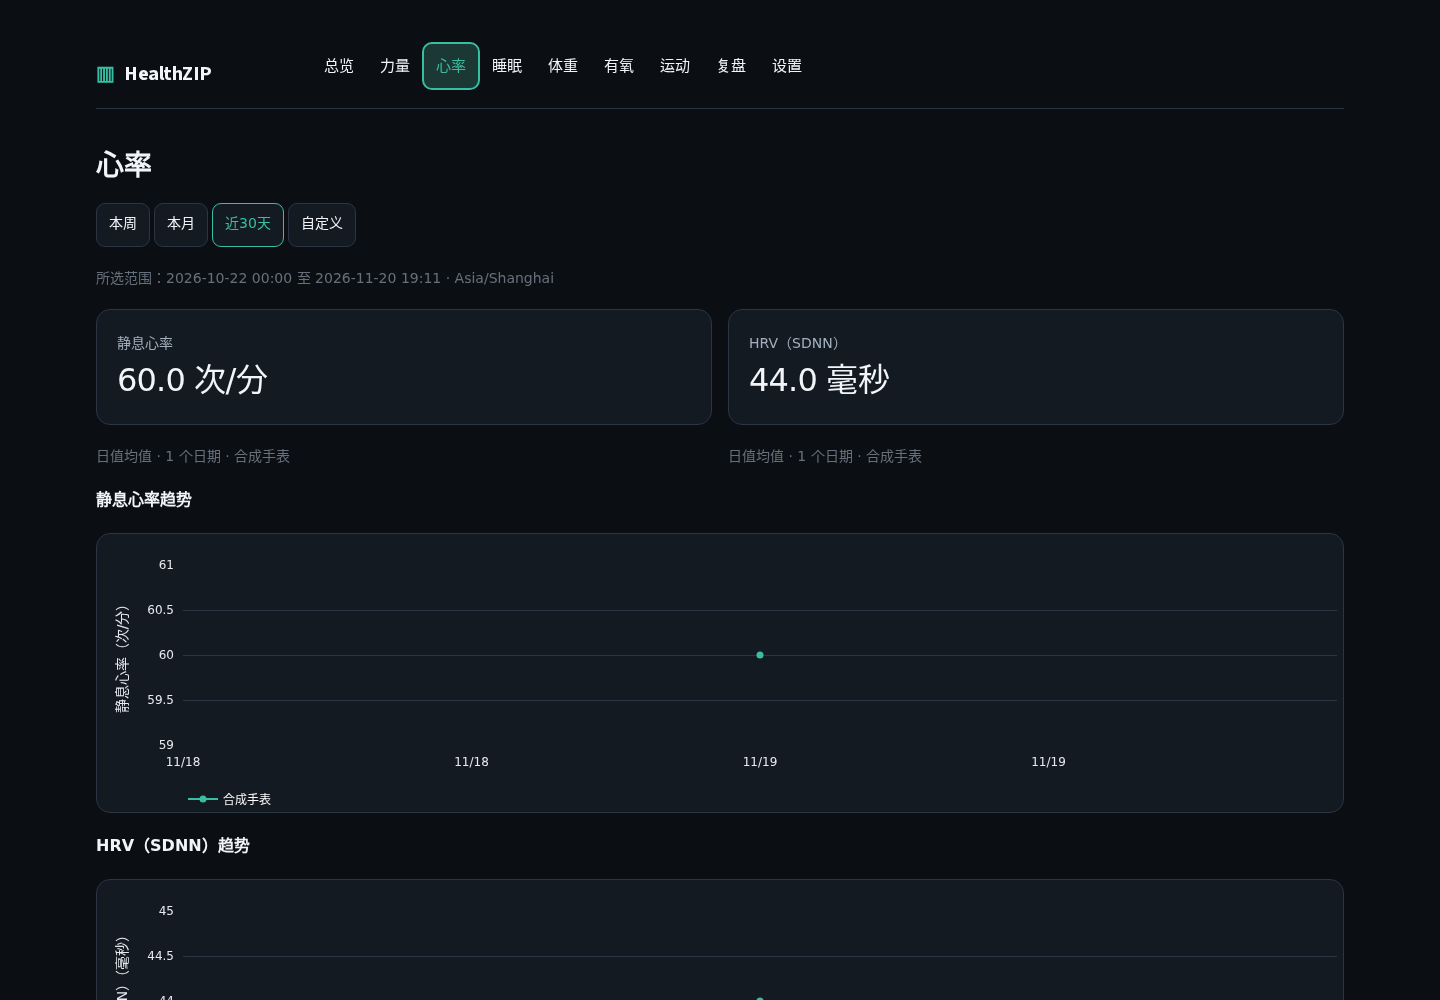 HealthZIP
总览 力量 心率 睡眠 体重 有氧 运动 复盘 设置
心率
本周 本月 近30天 自定义
所选范围：2026-10-22 00:00 至 2026-11-20 19:11 · Asia/Shanghai
静息心率
60.0 次/分
HRV（SDNN）
44.0 毫秒
日值均值 · 1 个日期 · 合成手表
日值均值 · 1 个日期 · 合成手表
静息心率趋势
静息心率（次/分）
61
60.5
60
59.5
59
11/18 11/18 11/19 11/19
合成手表
HRV（SDNN）趋势
N）（毫秒）
45
44.5
44